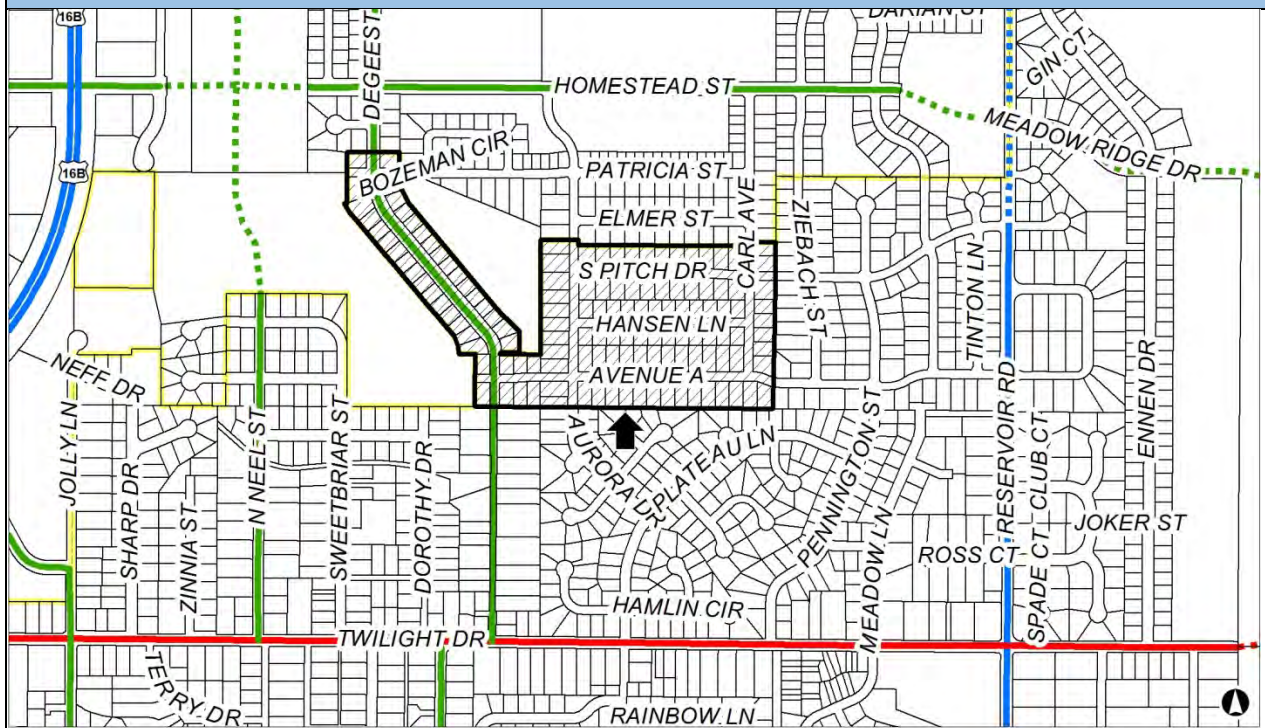 16B
DEGEEST
DARIAN ST
GIN CT
HOMESTEAD ST
MEADOW RIDGE DR
16B
BOZEMAN CIR
PATRICIA ST
ELMER ST
CARL AVE
ZIEBACH ST
TINTON LN
S PITCH DR
HANSEN LN
AVENUE A
NEFF DR
JOLLY LN
SHARP DR
ZINNIA ST
N NEEL ST
SWEETBRIAR ST
DOROTHY DR
AURORA DR
PLATEAU LN
PENNINGTON ST
MEADOW LN
RESERVOIR RD
SPADE CT
CLUB CT
ENNEN DR
JOKER ST
ROSS CT
HAMLIN CIR
TWILIGHT DR
TERRY DR
RAINBOW LN